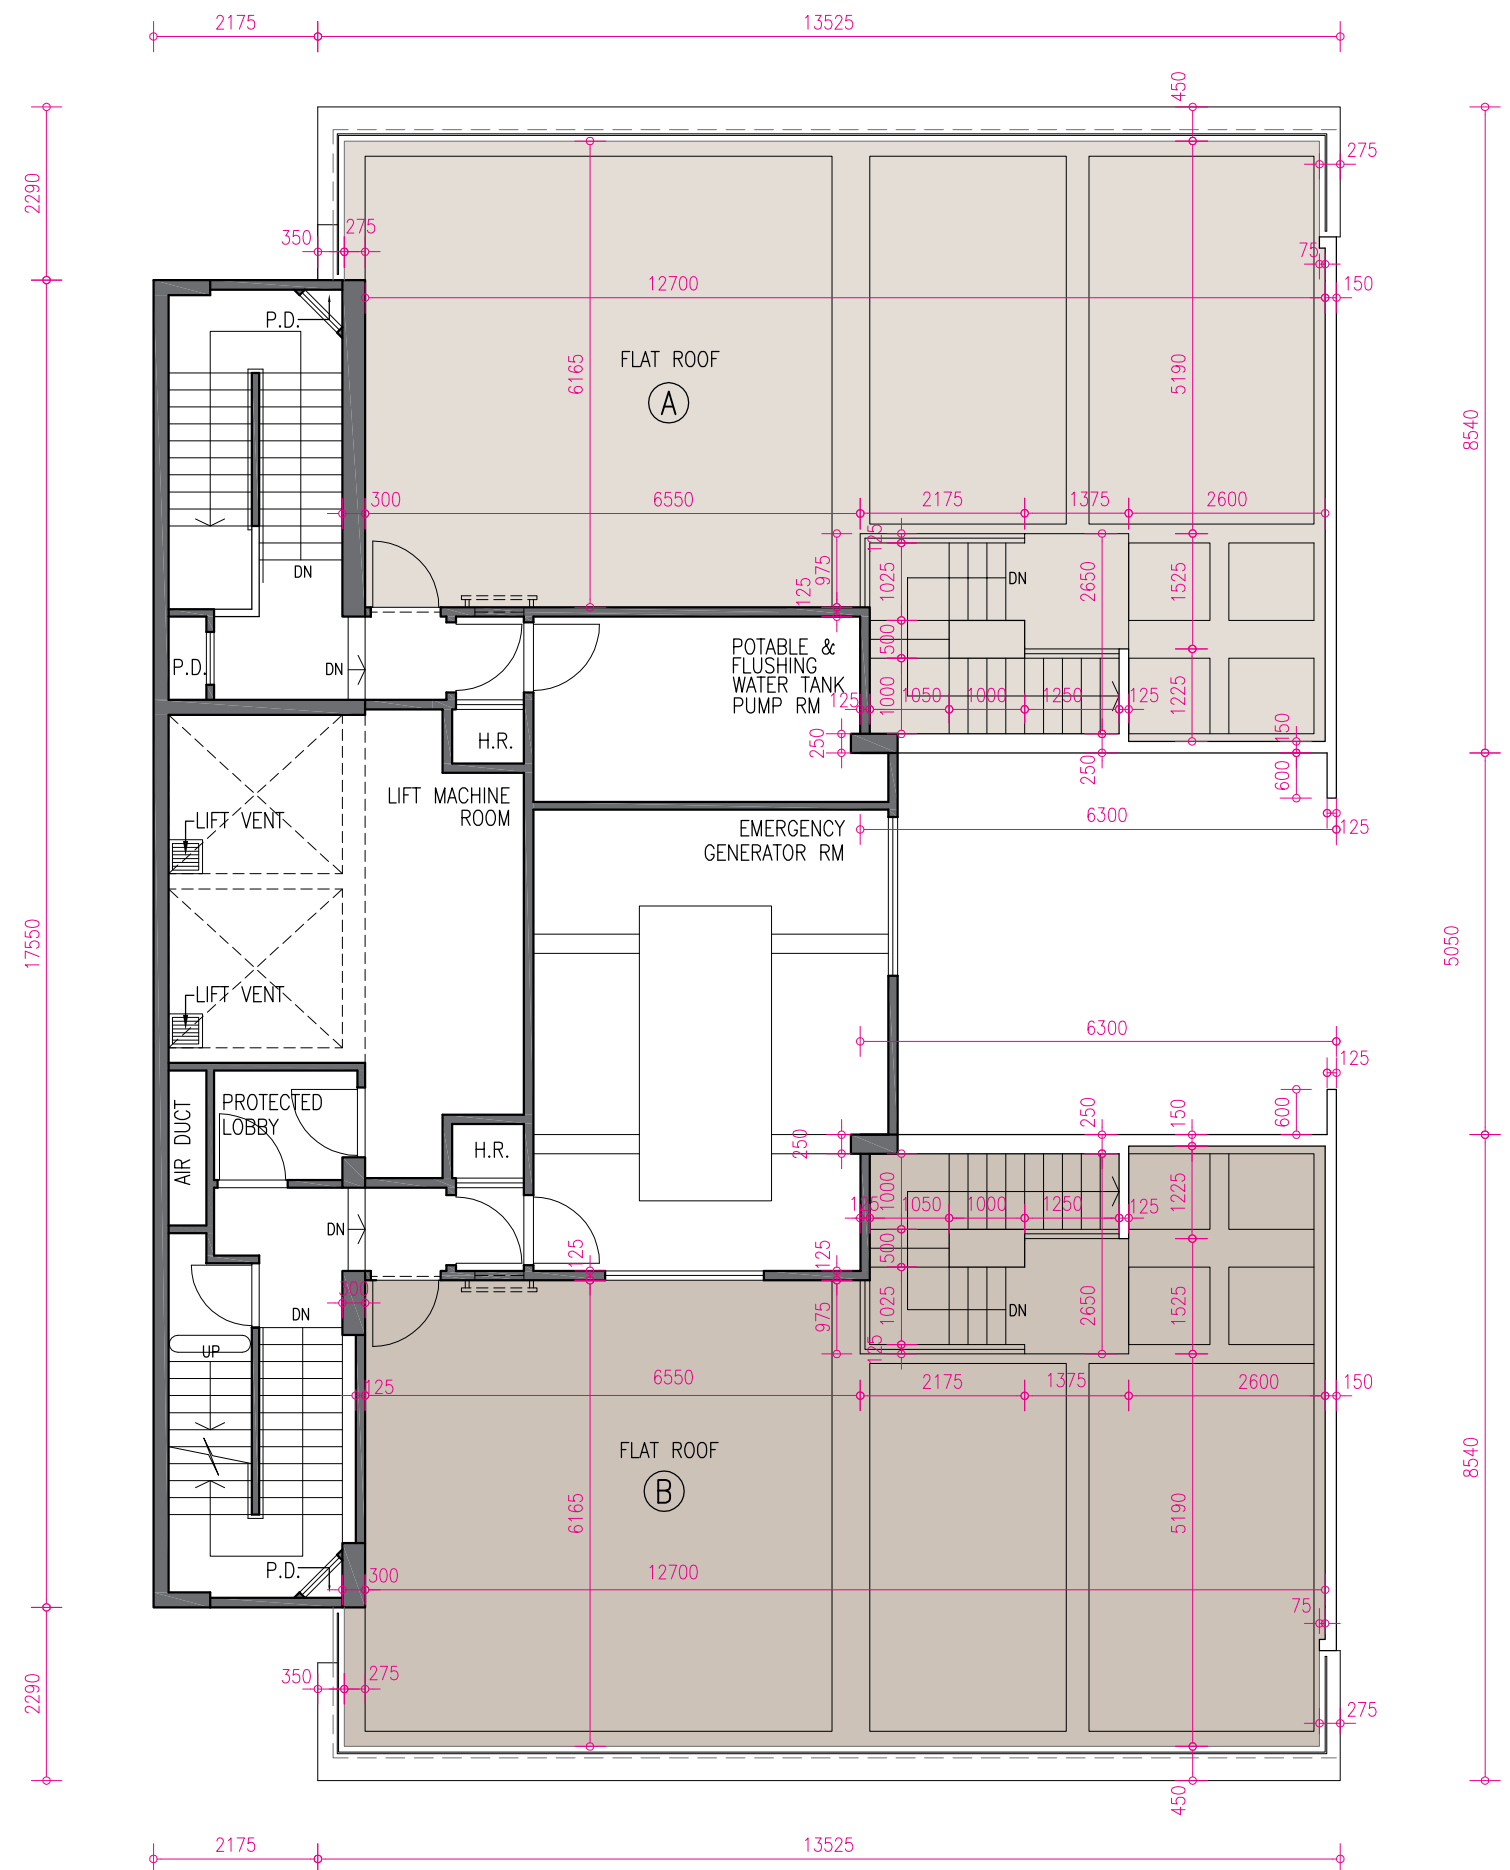 2175
13525
450
275
2290
350
275
75
12700
150
P.D.
FLAT ROOF
A
6165
5190
8540
300
6550
2175
1375
2600
125
975
1025
DN
2650
1525
DN
125
500
P.D.
DN
POTABLE &
FLUSHING
WATER TANK
PUMP RM
125
1000
1050
1000
1250
125
1225
H.R.
250
250
150
600
LIFT MACHINE
ROOM
LIFT VENT
EMERGENCY
GENERATOR RM
6300
125
17550
5050
LIFT VENT
6300
125
PROTECTED
LOBBY
AIR DUCT
H.R.
250
250
150
600
1000
125
1050
1000
1250
125
1225
DN
500
125
125
300
DN
975
1025
DN
2650
1525
UP
125
125
6550
2175
1375
2600
150
FLAT ROOF
B
6165
5190
8540
P.D.
300
12700
75
2290
350
275
275
450
2175
13525